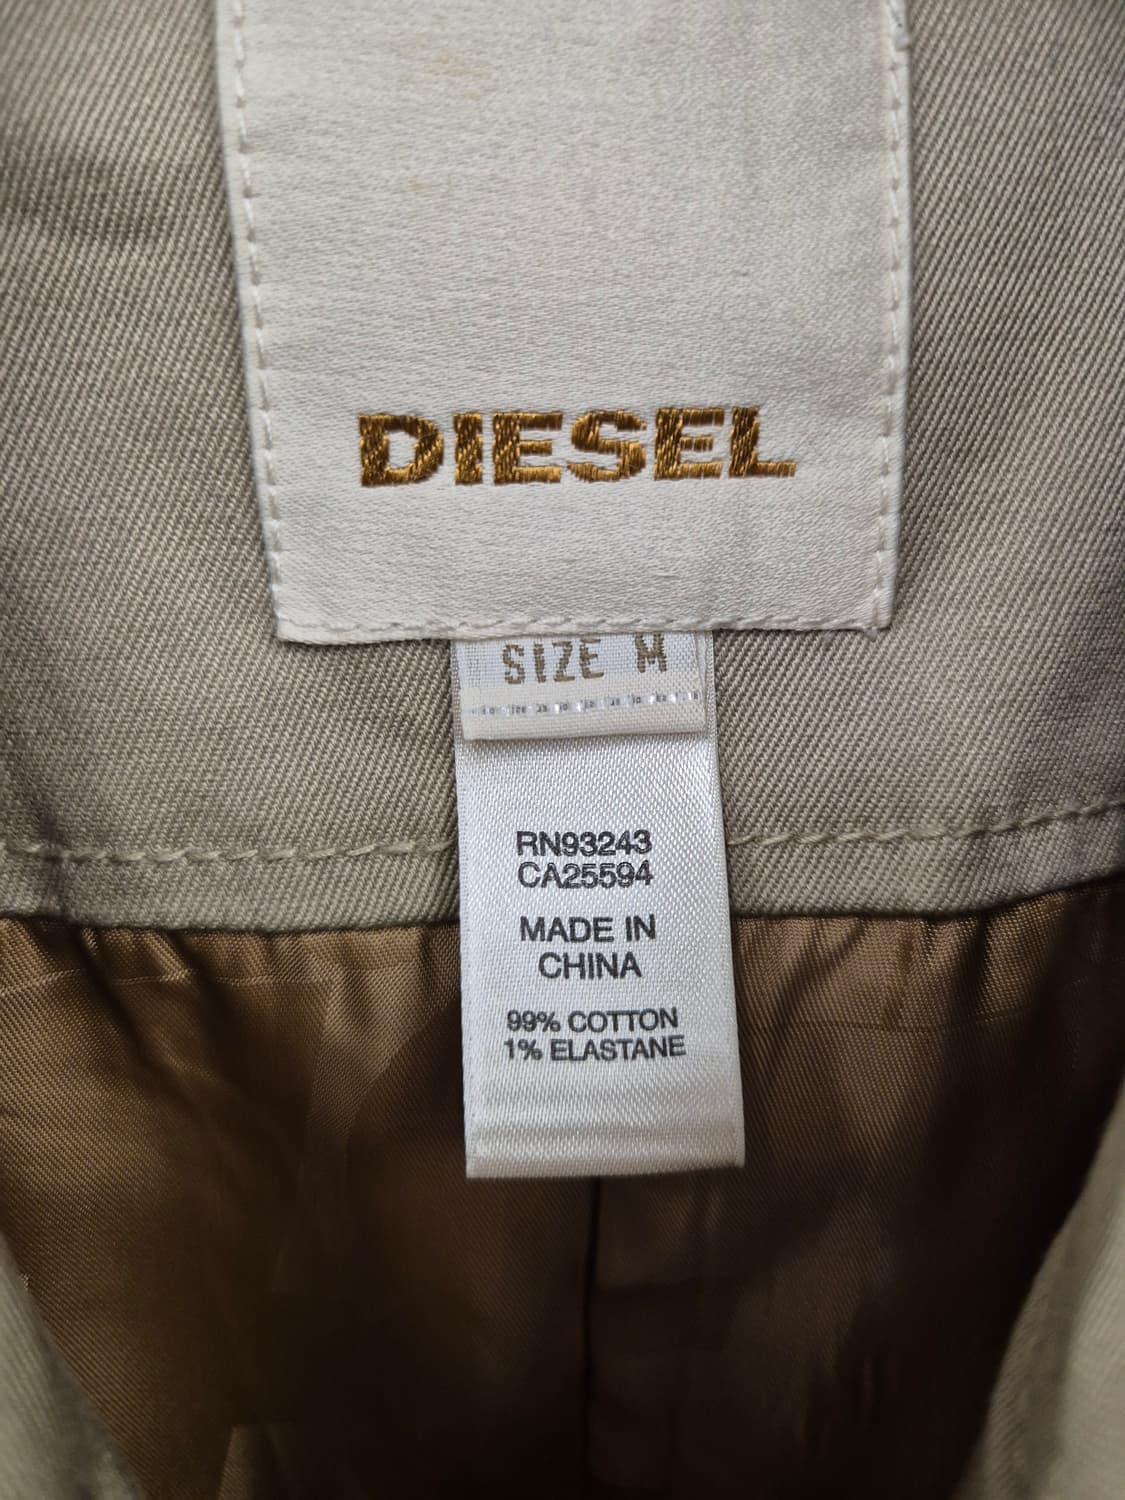 DIESEL
SIZE M
RN93243
CA25594
MADE IN
CHINA
99% COTTON
1% ELASTANE